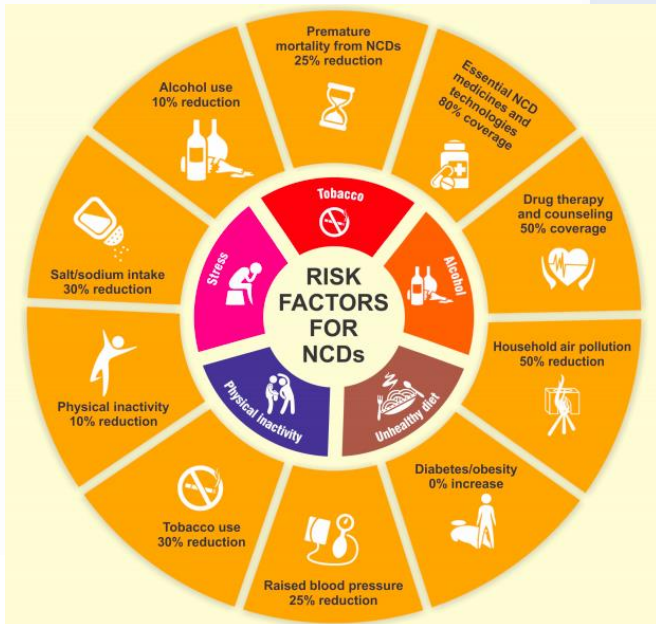 Premature
mortality from NCDs
25% reduction
Essential NCD
medicines and
technologies
80% coverage
Drug therapy
and counseling
50% coverage
Household air pollution
50% reduction
Diabetes/obesity
0% increase
Raised blood pressure
25% reduction
Tobacco use
30% reduction
Physical inactivity
10% reduction
Salt/sodium intake
30% reduction
Alcohol use
10% reduction
Tobacco
Alcohol
Unhealthy diet
Physical inactivity
Stress
RISK
FACTORS
FOR
NCDs